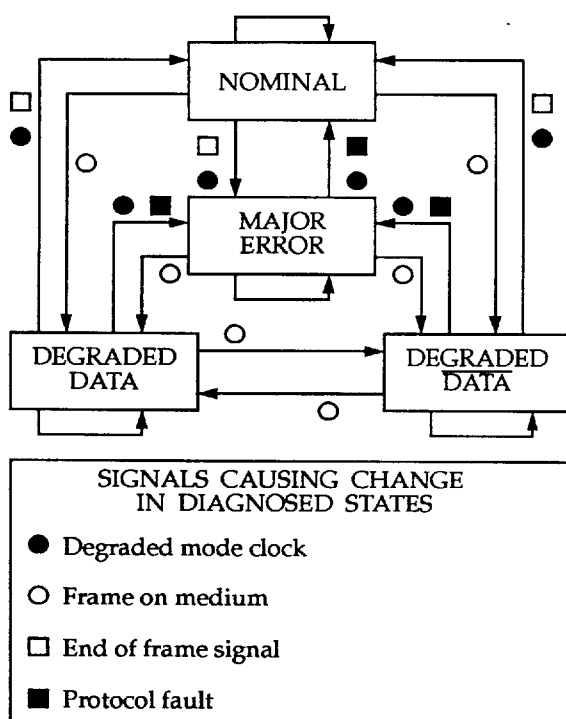 NOMINAL
MAJOR
ERROR
DEGRADED
DATA
DEGRADED
DATA
SIGNALS CAUSING CHANGE
IN DIAGNOSED STATES
Degraded mode clock
Frame on medium
End of frame signal
Protocol fault